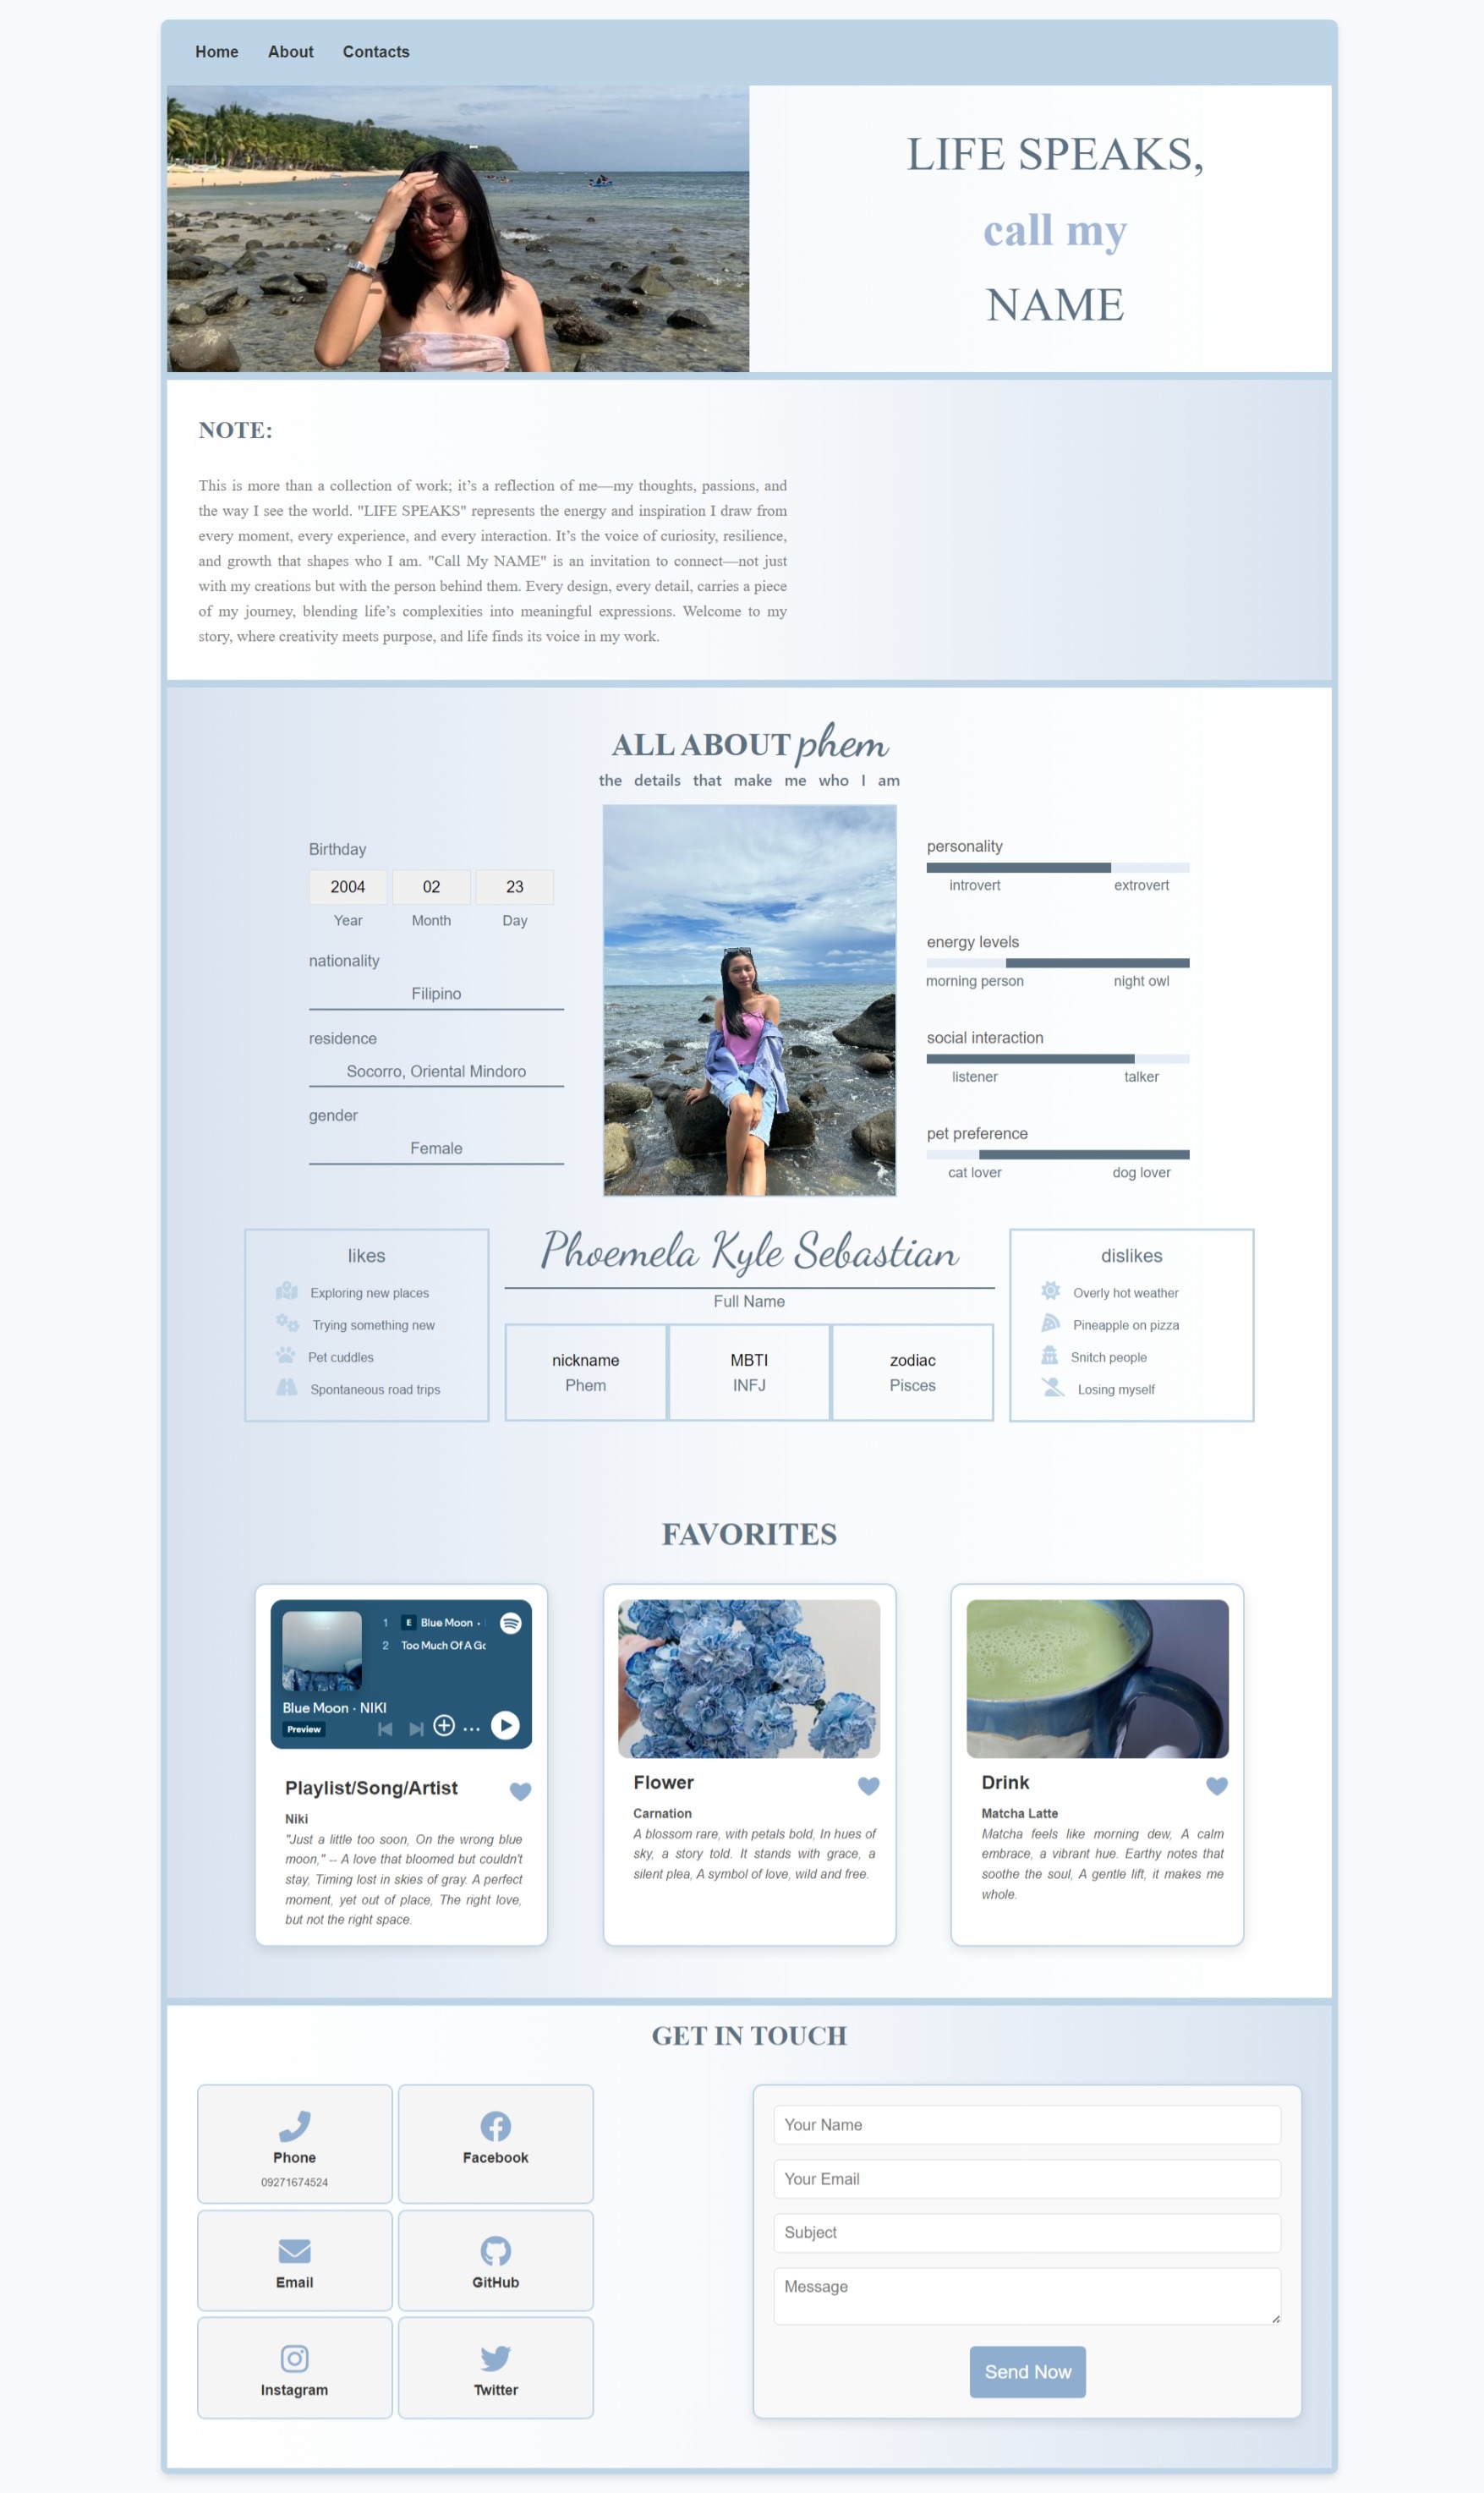 Home About Contacts
LIFE SPEAKS,
call my
NAME
NOTE:
This is more than a collection of work; it’s a reflection of me—my thoughts, passions, and
the way I see the world. "LIFE SPEAKS" represents the energy and inspiration I draw from
every moment, every experience, and every interaction. It’s the voice of curiosity, resilience,
and growth that shapes who I am. "Call My NAME" is an invitation to connect—not just
with my creations but with the person behind them. Every design, every detail, carries a piece
of my journey, blending life’s complexities into meaningful expressions. Welcome to my
story, where creativity meets purpose, and life finds its voice in my work.
ALL ABOUT phem
the details that make me who I am
Birthday
2004 02 23
Year Month Day
nationality
Filipino
residence
Socorro, Oriental Mindoro
gender
Female
personality
introvert extrovert
energy levels
morning person night owl
social interaction
listener talker
pet preference
cat lover dog lover
likes
Exploring new places
Trying something new
Pet cuddles
Spontaneous road trips
Phoemela Kyle Sebastian
Full Name
nickname
Phem
MBTI
INFJ
zodiac
Pisces
dislikes
Overly hot weather
Pineapple on pizza
Snitch people
Losing myself
FAVORITES
1 E Blue Moon ·
2 Too Much Of A Gc
Blue Moon · NIKI
Preview
Playlist/Song/Artist
Niki
"Just a little too soon, On the wrong blue
moon," -- A love that bloomed but couldn't
stay, Timing lost in skies of gray. A perfect
moment, yet out of place, The right love,
but not the right space.
Flower
Carnation
A blossom rare, with petals bold, In hues of
sky, a story told. It stands with grace, a
silent plea, A symbol of love, wild and free.
Drink
Matcha Latte
Matcha feels like morning dew, A calm
embrace, a vibrant hue. Earthy notes that
soothe the soul, A gentle lift, it makes me
whole.
GET IN TOUCH
Phone
09271674524
Facebook
Email
GitHub
Instagram
Twitter
Your Name
Your Email
Subject
Message
Send Now